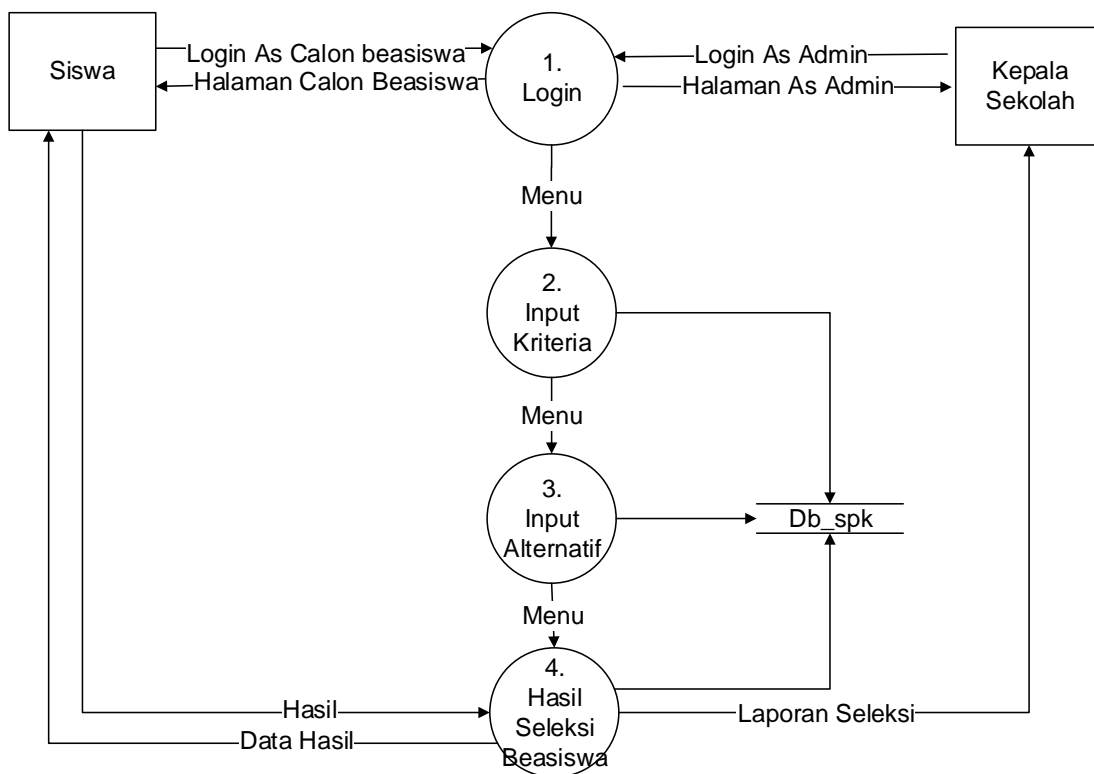 Siswa
Login As Calon beasiswa
Halaman Calon Beasiswa
1.
Login
Login As Admin
Halaman As Admin
Kepala
Sekolah
Menu
2.
Input
Kriteria
Menu
3.
Input
Alternatif
Db_spk
Menu
4.
Hasil
Seleksi
Beasiswa
Hasil
Data Hasil
Laporan Seleksi